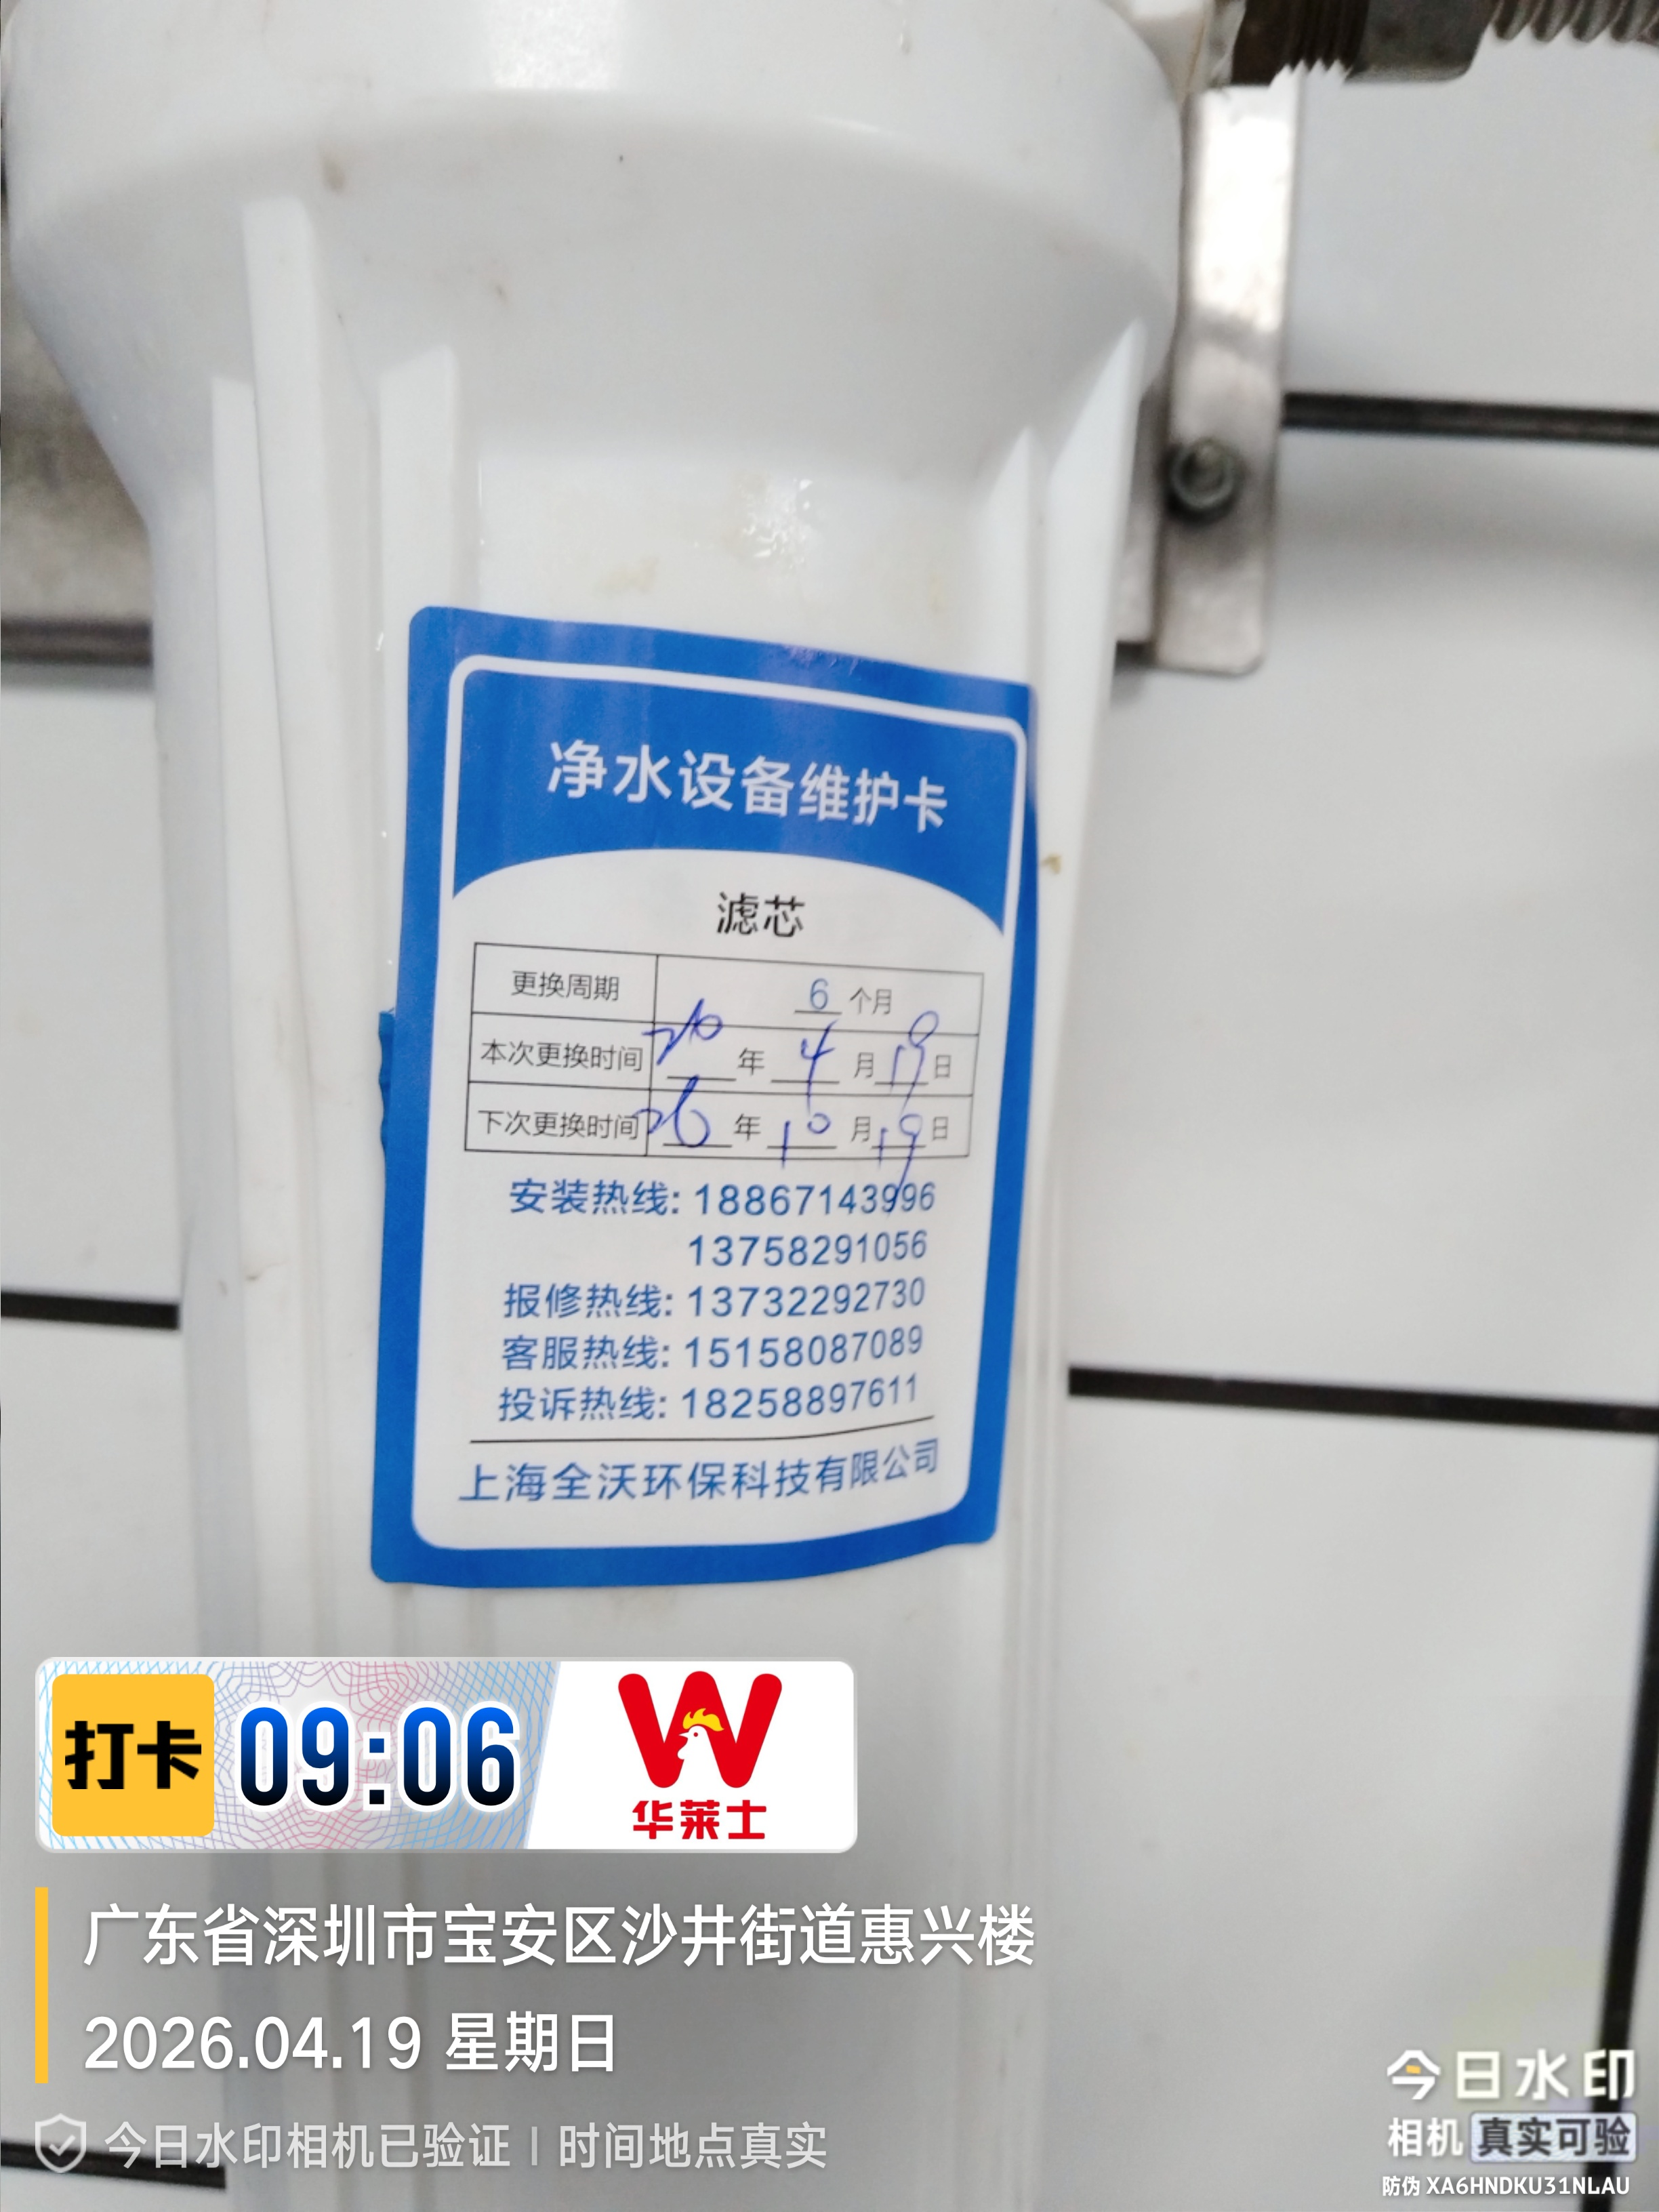 净水设备维护卡
滤芯
更换周期 6 个月
本次更换时间 26 年 4 月 19 日
下次更换时间 26 年 10 月 19 日
安装热线: 18867143996
13758291056
报修热线: 13732292730
客服热线: 15158087089
投诉热线: 18258897611
上海全沃环保科技有限公司
打卡 09:06
华莱士
广东省深圳市宝安区沙井街道惠兴楼
2026.04.19 星期日
今日水印相机已验证 | 时间地点真实
今日水印
相机 真实可验
防伪 XA6HNDKU31NLAU